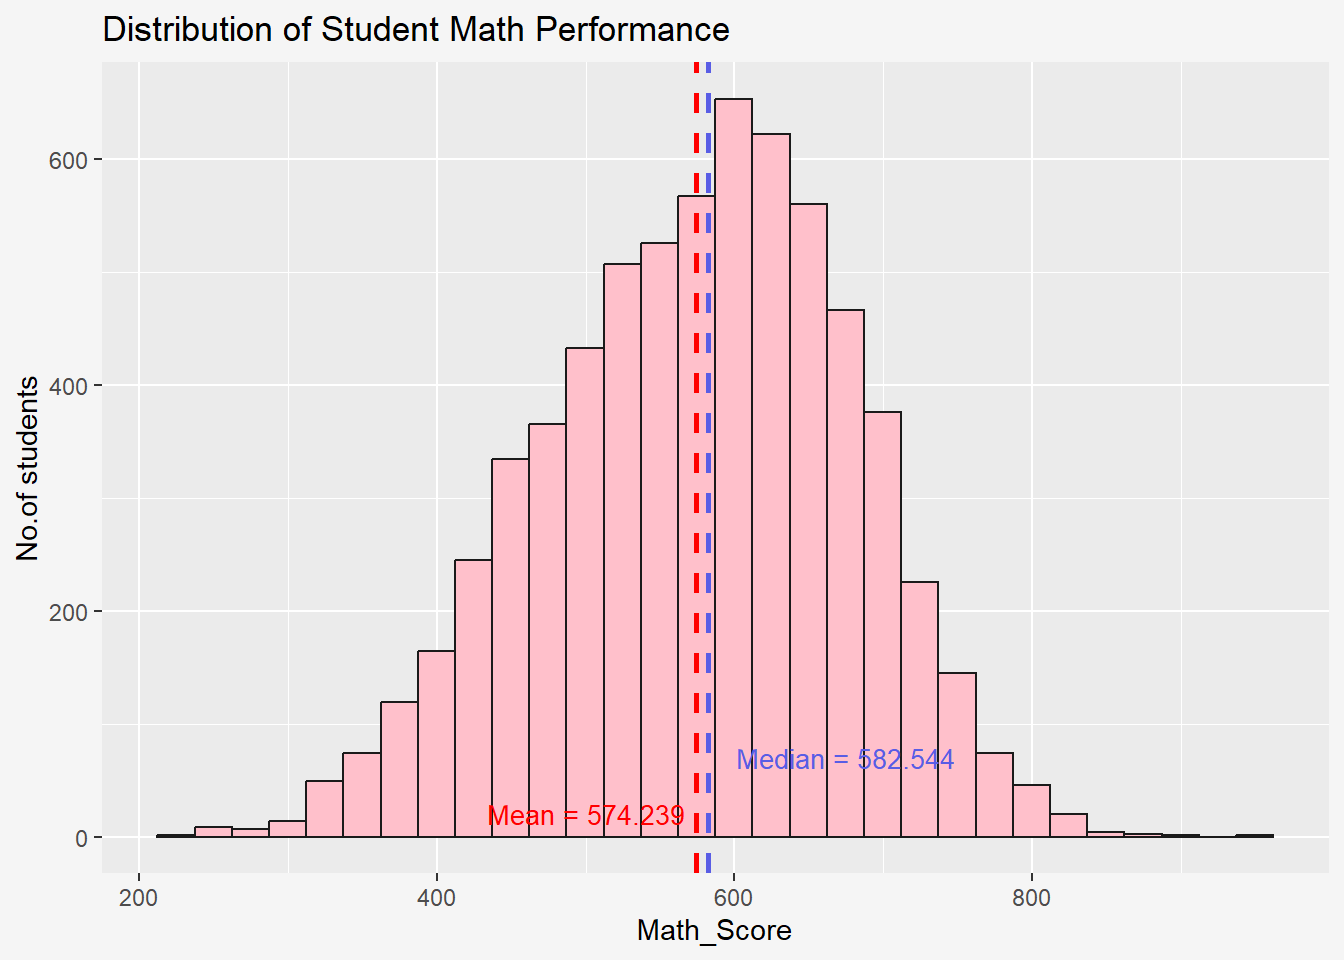 Distribution of Student Math Performance
600
400
200
0
No.of students
Median = 582.544
Mean = 574.239
200
400
600
800
Math_Score